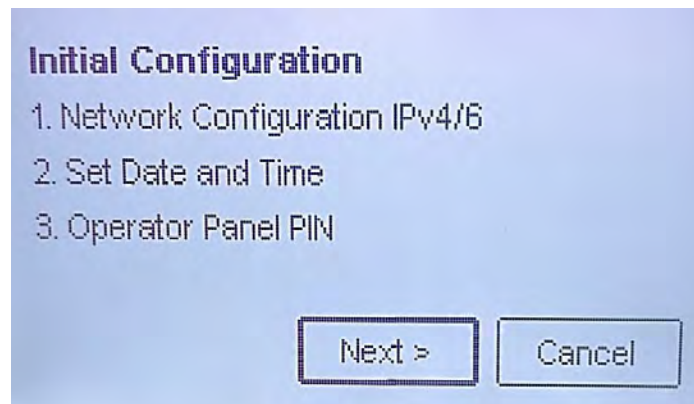 Initial Configuration
1. Network Configuration IPv4/6
2. Set Date and Time
3. Operator Panel PIN
Next >
Cancel